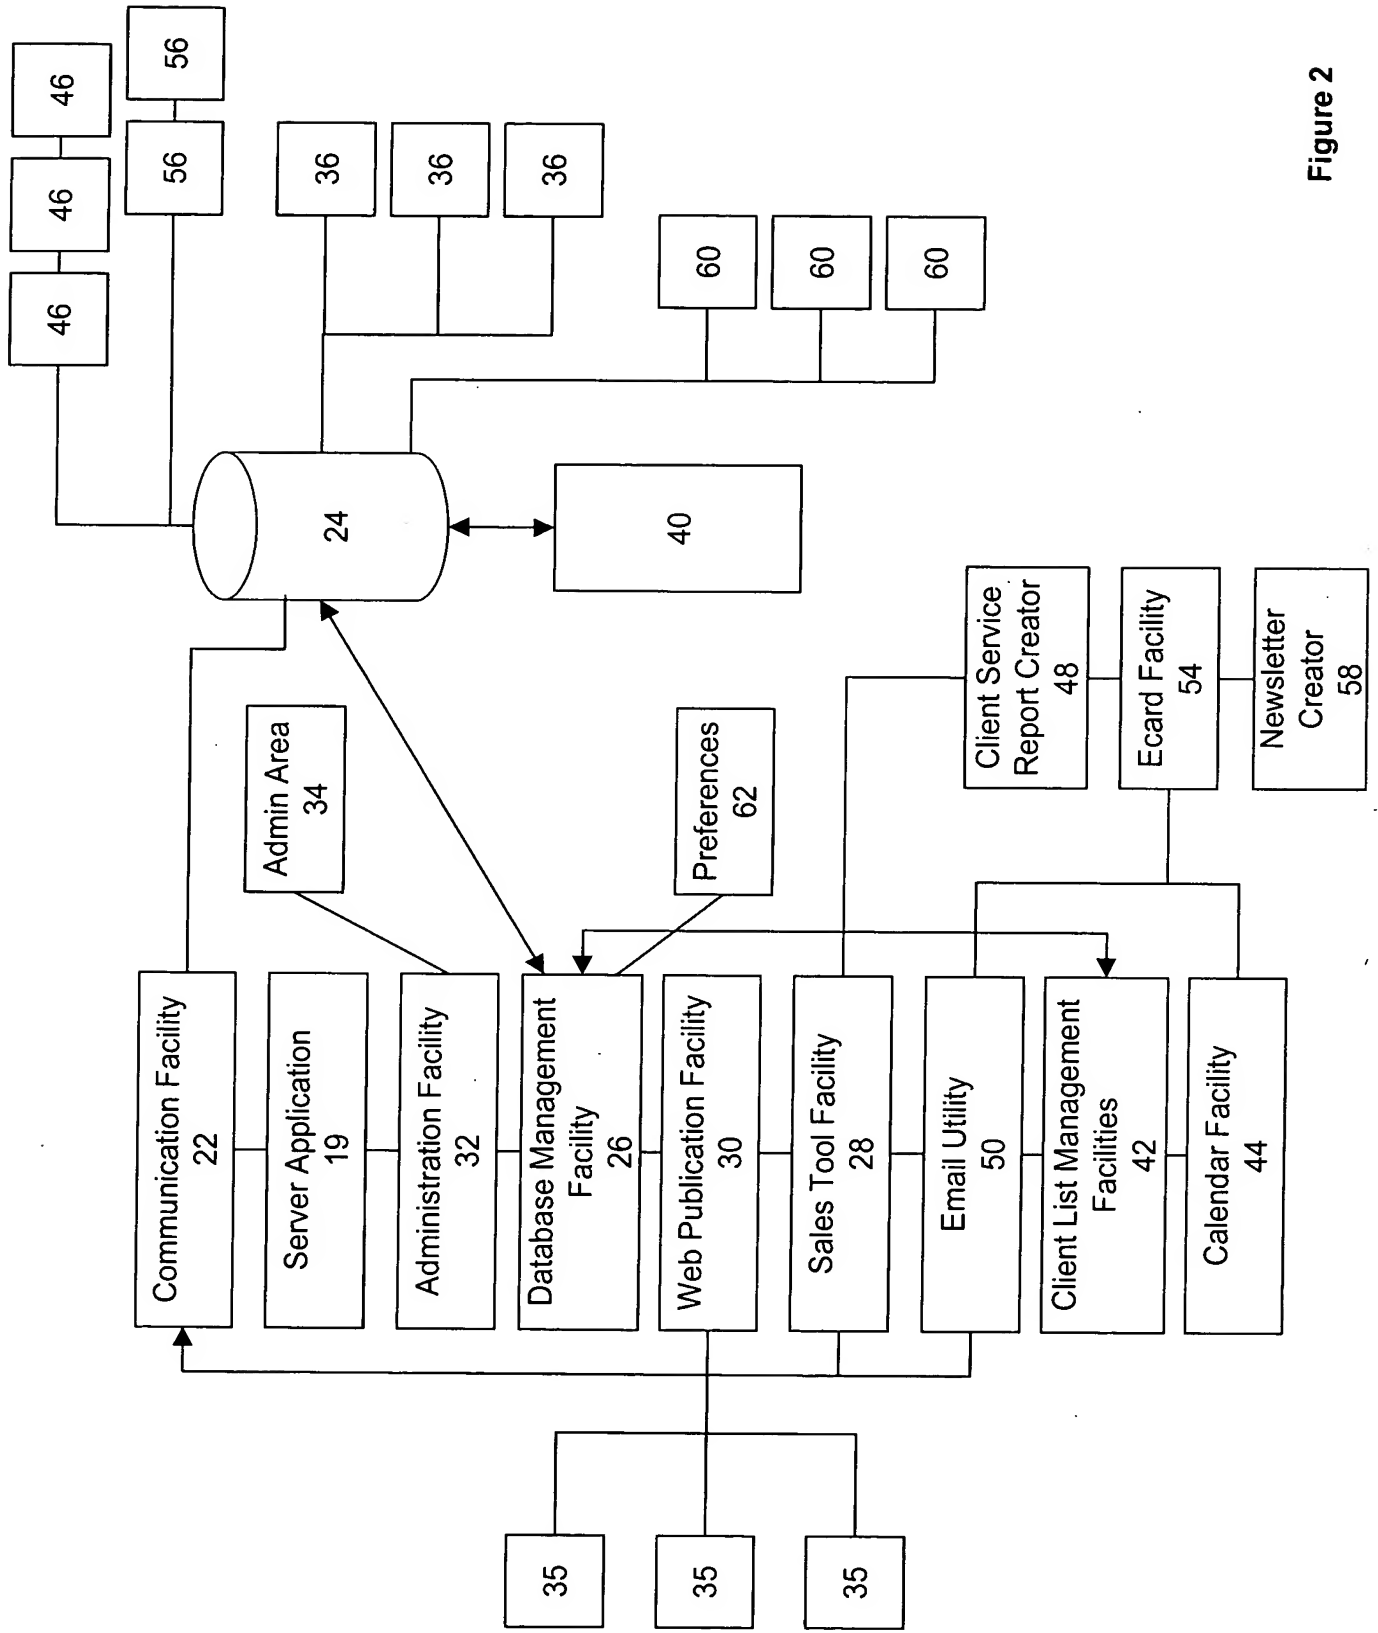 46
46
46
56
56
36
36
36
60
60
60
24
40
Admin Area
34
Preferences
62
Client Service
Report Creator
48
Ecard Facility
54
Newsletter
Creator
58
Communication Facility
22
Server Application
19
Administration Facility
32
Database Management
Facility
26
Web Publication Facility
30
Sales Tool Facility
28
Email Utility
50
Client List Management
Facilities
42
Calendar Facility
44
35
35
35
Figure 2